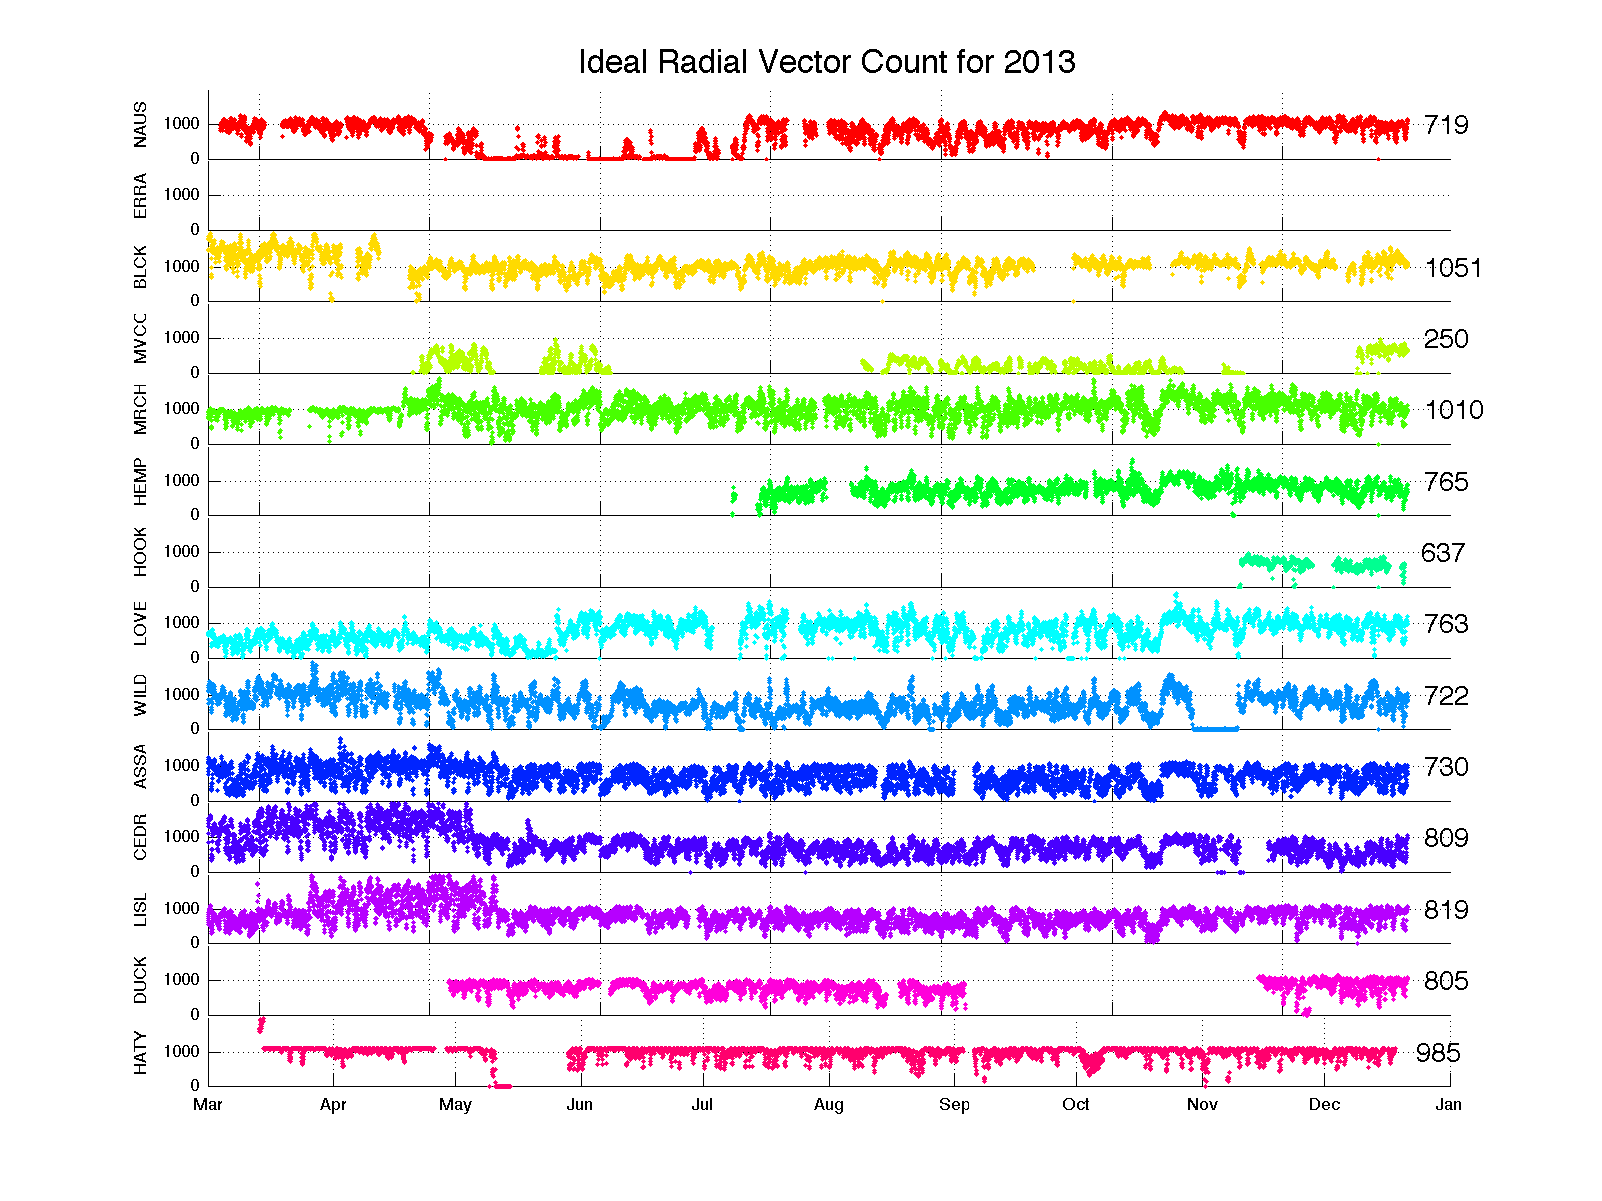 Ideal Radial Vector Count for 2013
NAUS
1000
0
719
ERRA
1000
0
BLCK
1000
0
1051
MVCC
1000
0
250
MRCH
1000
0
1010
HEMP
1000
0
765
HOOK
1000
0
637
LOVE
1000
0
763
WILD
1000
0
722
ASSA
1000
0
730
CEDR
1000
0
809
LISL
1000
0
819
DUCK
1000
0
805
HATY
1000
0
985
Mar Apr May Jun Jul Aug Sep Oct Nov Dec Jan